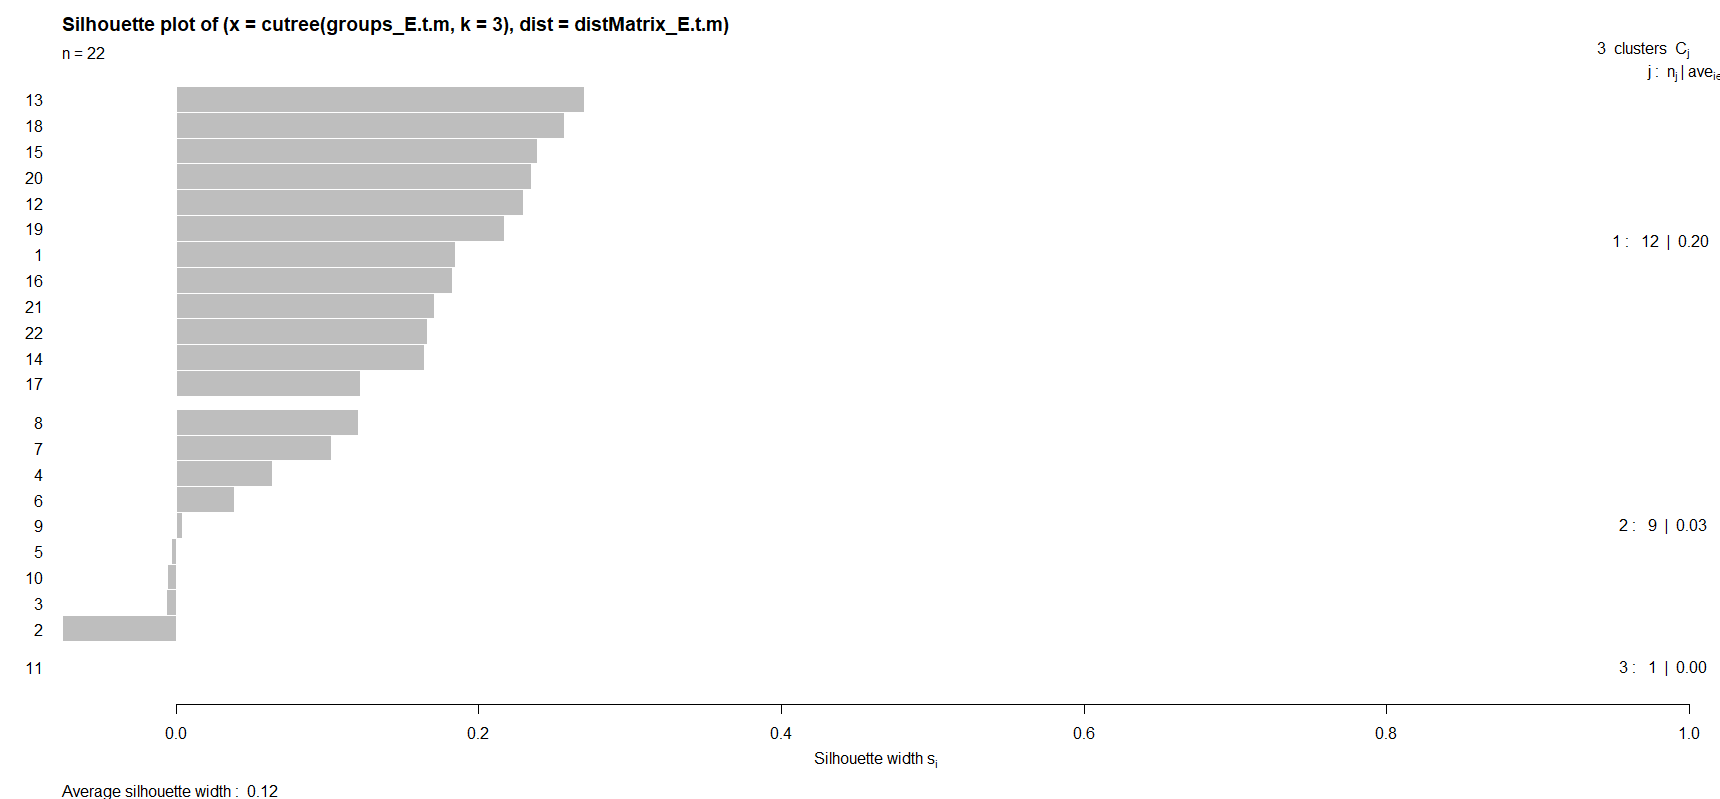 Silhouette plot of (x = cutree(groups_E.t.m, k = 3), dist = distMatrix_E.t.m)
n = 22
3 clusters Cj
j : nj | aveie
13
18
15
20
12
19
1
1 : 12 | 0.20
16
21
22
14
17
8
7
4
6
9
2 : 9 | 0.03
5
10
3
2
11
3 : 1 | 0.00
0.0 0.2 0.4 0.6 0.8 1.0
Silhouette width si
Average silhouette width : 0.12